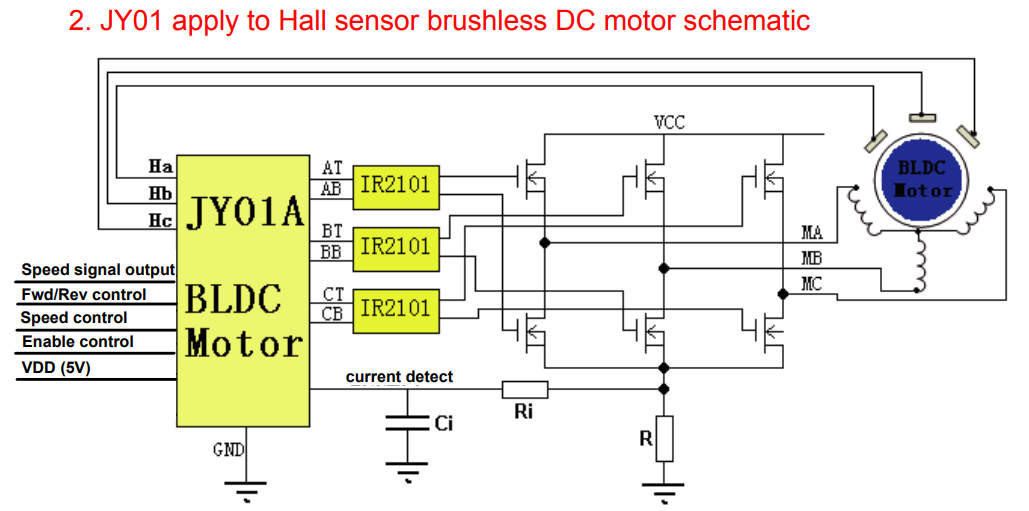 2. JY01 apply to Hall sensor brushless DC motor schematic
VCC
Ha
Hb
Hc
JY01A
BLDC
Motor
AT
AB
IR2101
BT
BB
IR2101
CT
CB
IR2101
BLDC
Motor
MA
MB
MC
Speed signal output
Fwd/Rev control
Speed control
Enable control
VDD (5V)
current detect
Ri
Ci
R
GND